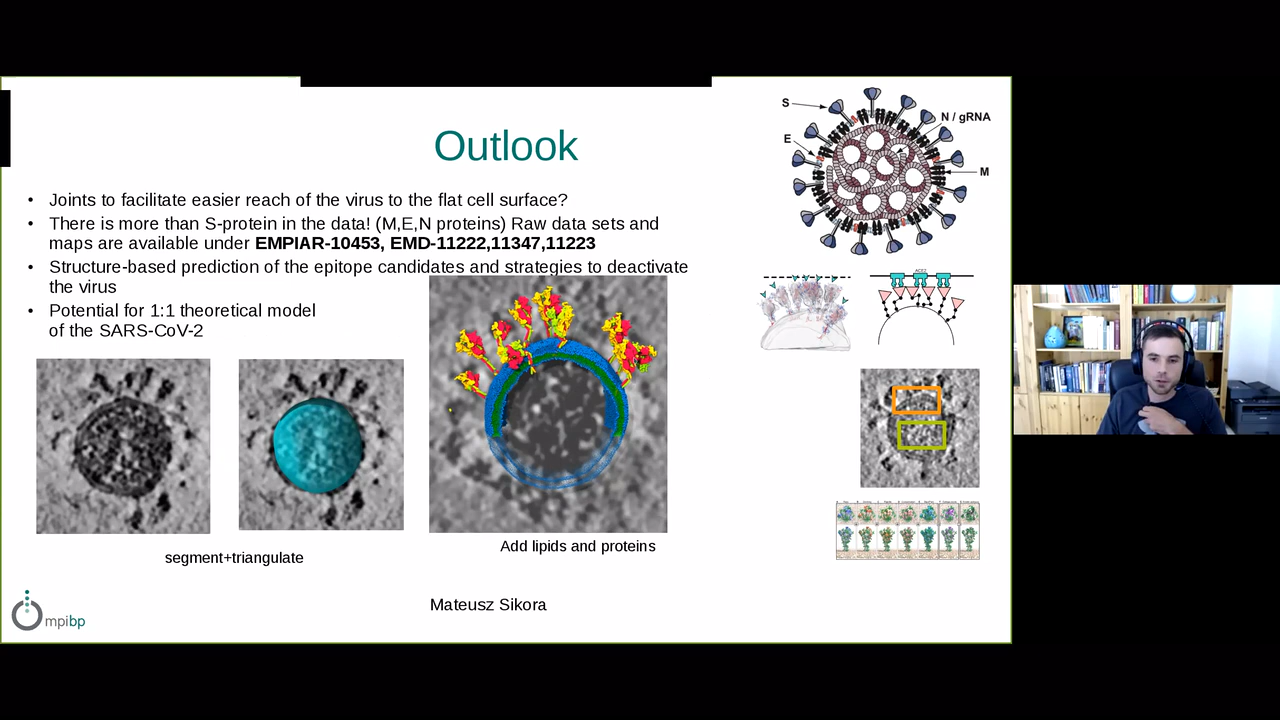 Outlook
• Joints to facilitate easier reach of the virus to the flat cell surface?
• There is more than S-protein in the data! (M,E,N proteins) Raw data sets and
maps are available under EMPIAR-10453, EMD-11222,11347,11223
• Structure-based prediction of the epitope candidates and strategies to deactivate
the virus
• Potential for 1:1 theoretical model
of the SARS-CoV-2
S
N / gRNA
E
M
ACE2
segment+triangulate
Add lipids and proteins
Mateusz Sikora
mpibp